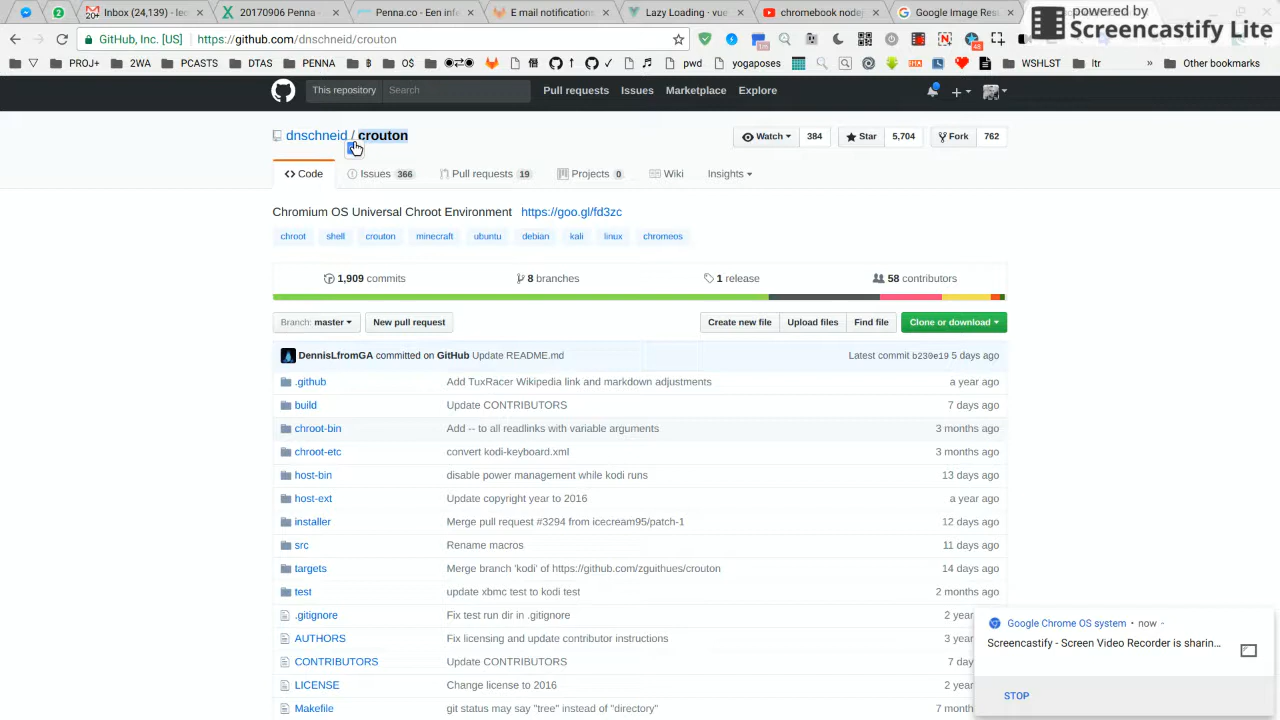 Inbox (24,139) - leo
20170906 Penna -
Penna.co - Een info
E mail notifications
Lazy Loading - vue
chromebook node
Google Image Res
powered by
Screencastify Lite
GitHub, Inc. [US]
https://github.com/dnschneid/crouton
PROJ+
2WA
PCASTS
DTAS
PENNA
O$
pwd
yogaposes
WSHLST
ltr
»
Other bookmarks
This repository
Search
Pull requests
Issues
Marketplace
Explore
dnschneid / crouton
Watch 384
Star 5,704
Fork 762
<> Code
Issues 366
Pull requests 19
Projects 0
Wiki
Insights
Chromium OS Universal Chroot Environment https://goo.gl/fd3zc
chroot shell crouton minecraft ubuntu debian kali linux chromeos
1,909 commits
8 branches
1 release
58 contributors
Branch: master
New pull request
Create new file
Upload files
Find file
Clone or download
DennisLfromGA committed on GitHub Update README.md
Latest commit b230e19 5 days ago
.github Add TuxRacer Wikipedia link and markdown adjustments a year ago
build Update CONTRIBUTORS 7 days ago
chroot-bin Add -- to all readlinks with variable arguments 3 months ago
chroot-etc convert kodi-keyboard.xml 3 months ago
host-bin disable power management while kodi runs 13 days ago
host-ext Update copyright year to 2016 a year ago
installer Merge pull request #3294 from icecream95/patch-1 12 days ago
src Rename macros 11 days ago
targets Merge branch 'kodi' of https://github.com/zguithues/crouton 14 days ago
test update xbmc test to kodi test 2 months ago
.gitignore Fix test run dir in .gitignore 2 year
AUTHORS Fix licensing and update contributor instructions 3 year
CONTRIBUTORS Update CONTRIBUTORS 7 day
LICENSE Change license to 2016 2 year
Makefile git status may say "tree" instead of "directory" 7 month
Google Chrome OS system • now
Screencastify - Screen Video Recorder is sharin...
STOP